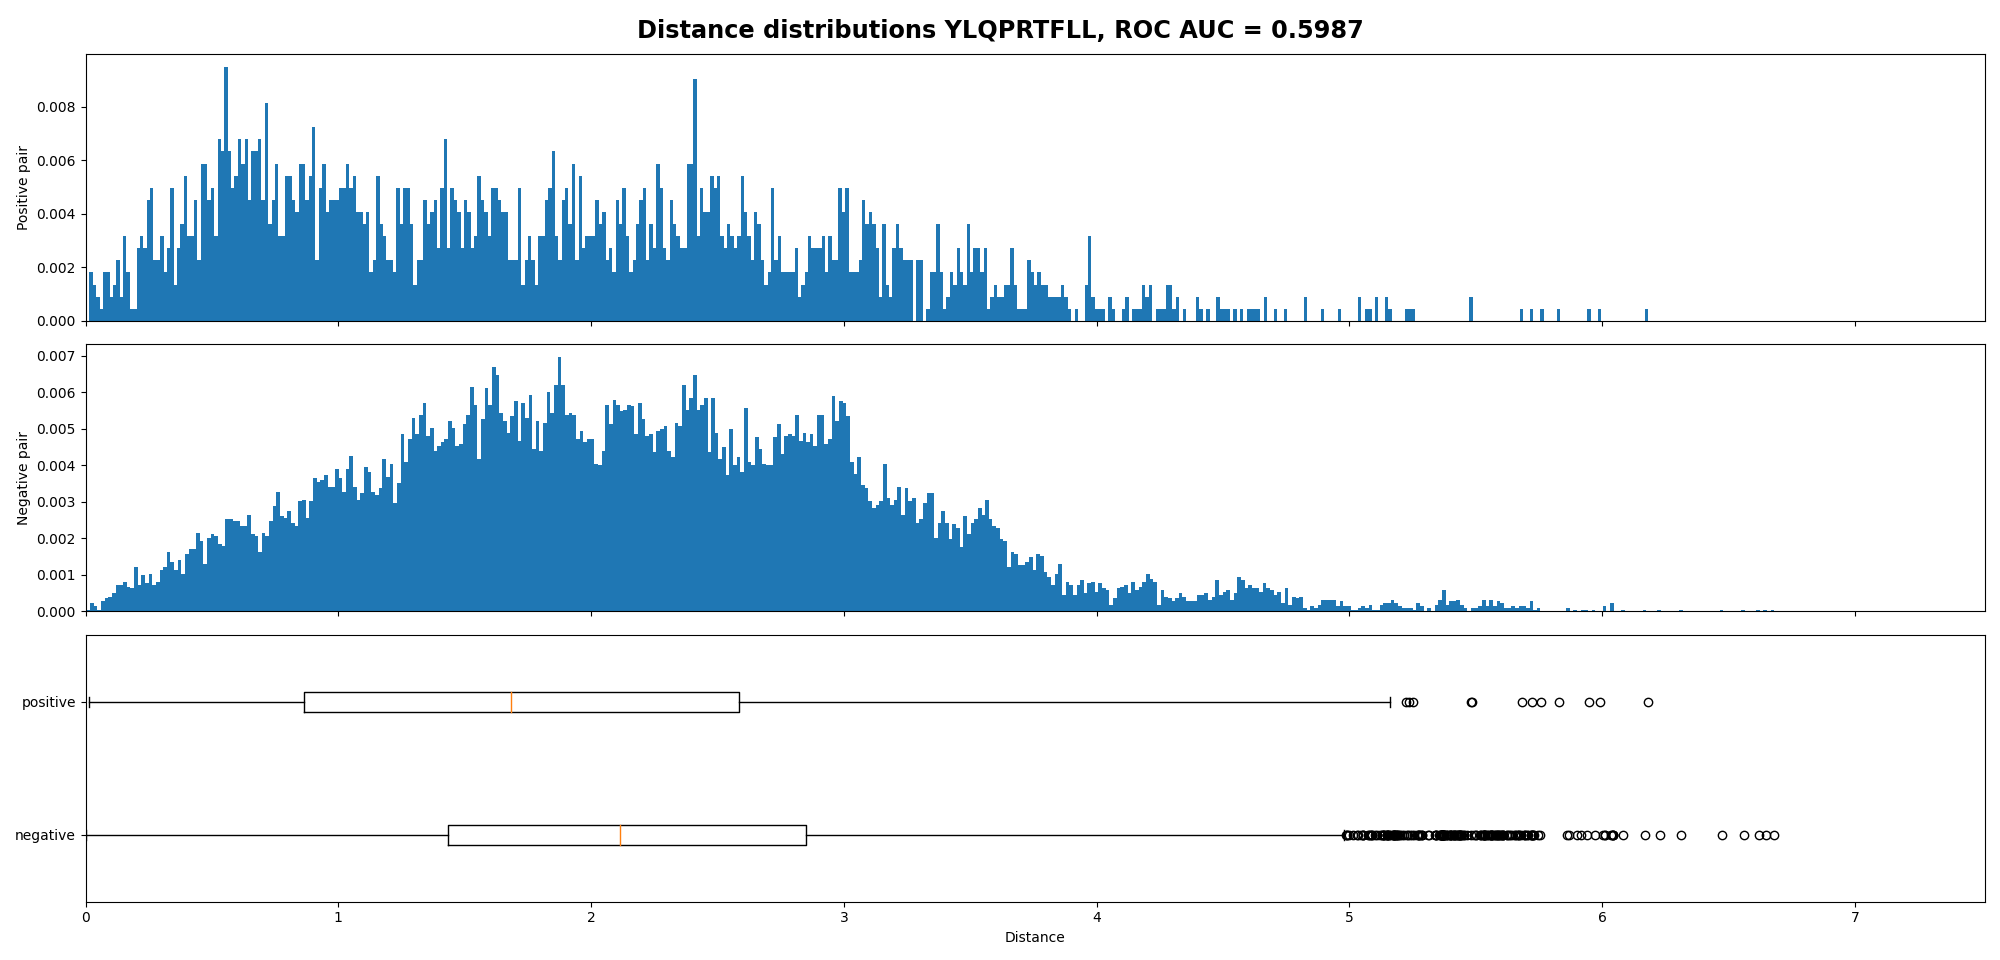 Distance distributions YLQPRTFLL, ROC AUC = 0.5987
0.008
0.006
0.004
0.002
0.000
Positive pair
0.007
0.006
0.005
0.004
0.003
0.002
0.001
0.000
Negative pair
positive
negative
0 1 2 3 4 5 6 7
Distance